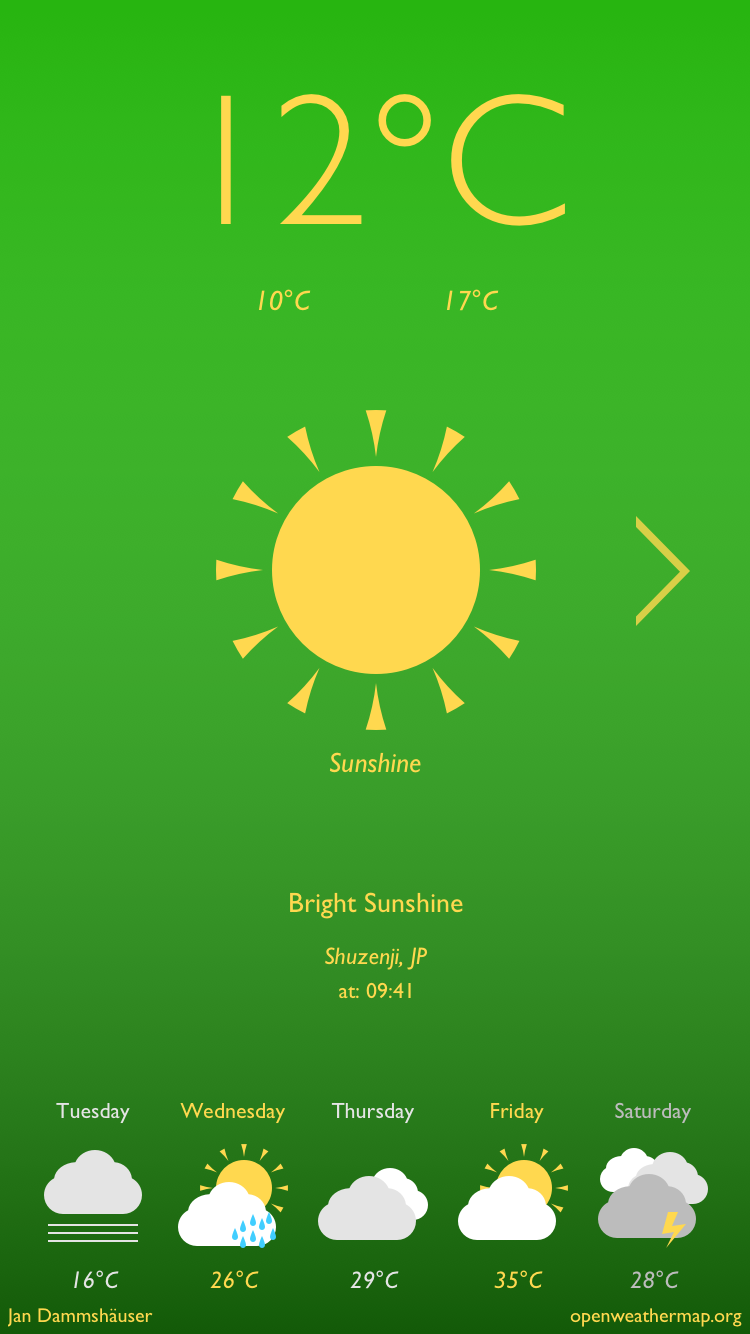 12°C
10°C 17°C
Sunshine
Bright Sunshine
Shuzenji, JP
at: 09:41
Tuesday Wednesday Thursday Friday Saturday
16°C 26°C 29°C 35°C 28°C
Jan Dammshäuser openweathermap.org